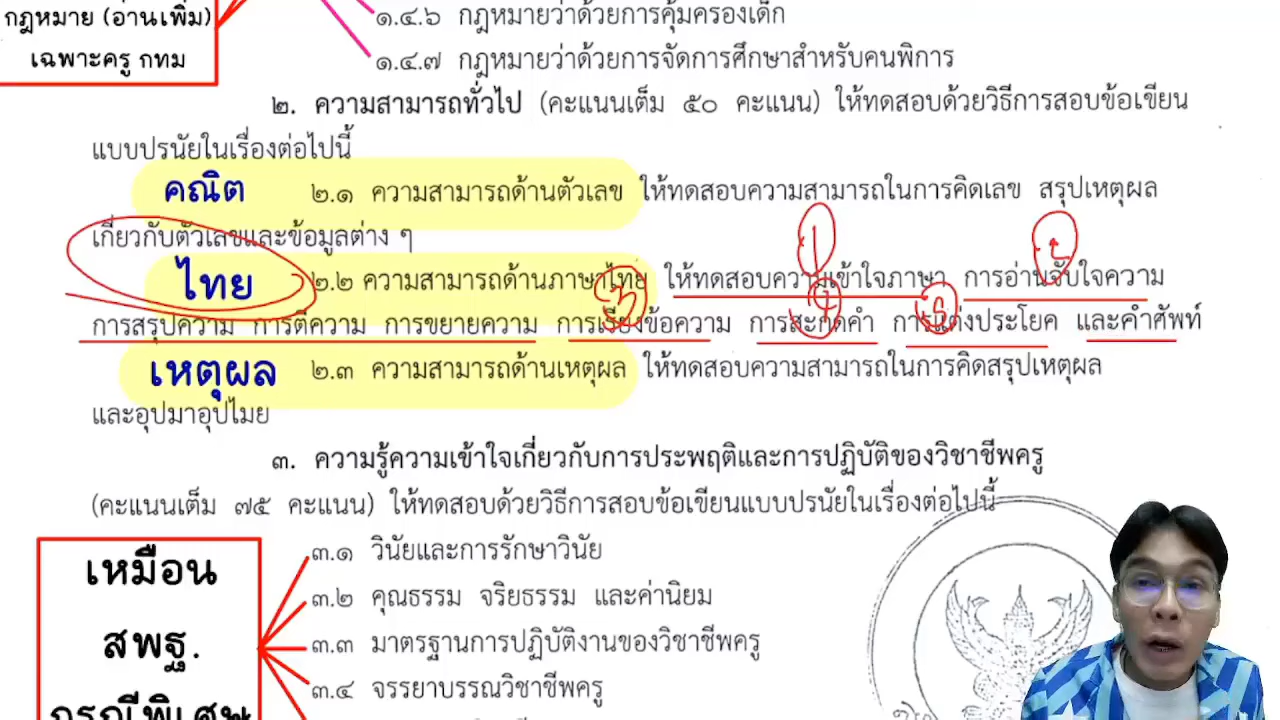 กฎหมาย (อ่านเพิ่ม)
เฉพาะครู กทม
๑.๔.๖ กฎหมายว่าด้วยการคุ้มครองเด็ก
๑.๔.๗ กฎหมายว่าด้วยการจัดการศึกษาสำหรับคนพิการ
๒. ความสามารถทั่วไป (คะแนนเต็ม ๕๐ คะแนน) ให้ทดสอบด้วยวิธีการสอบข้อเขียน
แบบปรนัยในเรื่องต่อไปนี้
คณิต ๒.๑ ความสามารถด้านตัวเลข ให้ทดสอบความสามารถในการคิดเลข สรุปเหตุผล
เกี่ยวกับตัวเลขและข้อมูลต่าง ๆ
ไทย ๒.๒ ความสามารถด้านภาษาไทย ให้ทดสอบความเข้าใจภาษา การอ่านจับใจความ
การสรุปความ การตีความ การขยายความ การเรียงข้อความ การสะกดคำ การแต่งประโยค และคำศัพท์
เหตุผล ๒.๓ ความสามารถด้านเหตุผล ให้ทดสอบความสามารถในการคิดสรุปเหตุผล
และอุปมาอุปไมย
๓. ความรู้ความเข้าใจเกี่ยวกับการประพฤติและการปฏิบัติของวิชาชีพครู
(คะแนนเต็ม ๗๕ คะแนน) ให้ทดสอบด้วยวิธีการสอบข้อเขียนแบบปรนัยในเรื่องต่อไปนี้
เหมือน
สพฐ.
กรณีพิเศษ
๓.๑ วินัยและการรักษาวินัย
๓.๒ คุณธรรม จริยธรรม และค่านิยม
๓.๓ มาตรฐานการปฏิบัติงานของวิชาชีพครู
๓.๔ จรรยาบรรณวิชาชีพครู